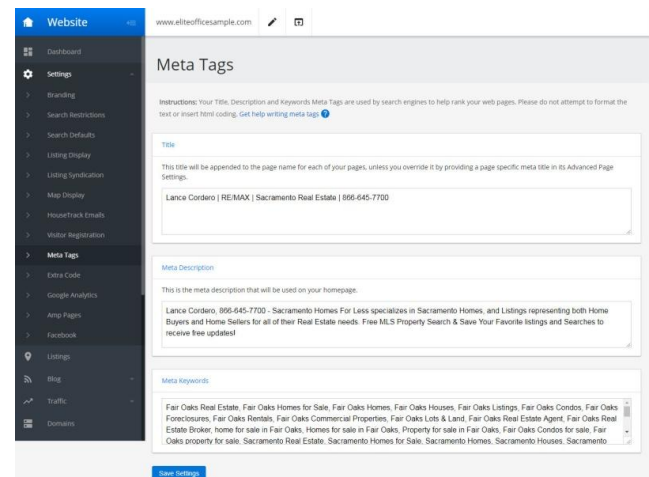 Website
www.eliteofficesample.com
Dashboard
Settings
Branding
Search Restrictions
Search Defaults
Listing Display
Listing Syndication
Map Display
HouseTrack Emails
Visitor Registration
Meta Tags
Extra Code
Google Analytics
Amp Pages
Facebook
Listings
Blog
Traffic
Domains
Meta Tags
Instructions: Your Title, Description and Keywords Meta Tags are used by search engines to help rank your web pages. Please do not attempt to format the
text or insert html coding. Get help writing meta tags ?
Title
This title will be appended to the page name for each of your pages, unless you override it by providing a page specific meta title in its Advanced Page
Settings.
Lance Cordero | RE/MAX | Sacramento Real Estate | 866-645-7700
Meta Description
This is the meta description that will be used on your homepage.
Lance Cordero, 866-645-7700 - Sacramento Homes For Less specializes in Sacramento Homes, and Listings representing both Home
Buyers and Home Sellers for all of their Real Estate needs. Free MLS Property Search & Save Your Favorite listings and Searches to
receive free updates!
Meta Keywords
Fair Oaks Real Estate, Fair Oaks Homes for Sale, Fair Oaks Homes, Fair Oaks Houses, Fair Oaks Listings, Fair Oaks Condos, Fair Oaks
Foreclosures, Fair Oaks Rentals, Fair Oaks Commercial Properties, Fair Oaks Lots & Land, Fair Oaks Real Estate Agent, Fair Oaks Real
Estate Broker, home for sale in Fair Oaks, Homes for sale in Fair Oaks, Property for sale in Fair Oaks, Fair Oaks Condos for sale, Fair
Oaks property for sale, Sacramento Real Estate, Sacramento Homes for Sale, Sacramento Homes, Sacramento Houses, Sacramento
Save Settings